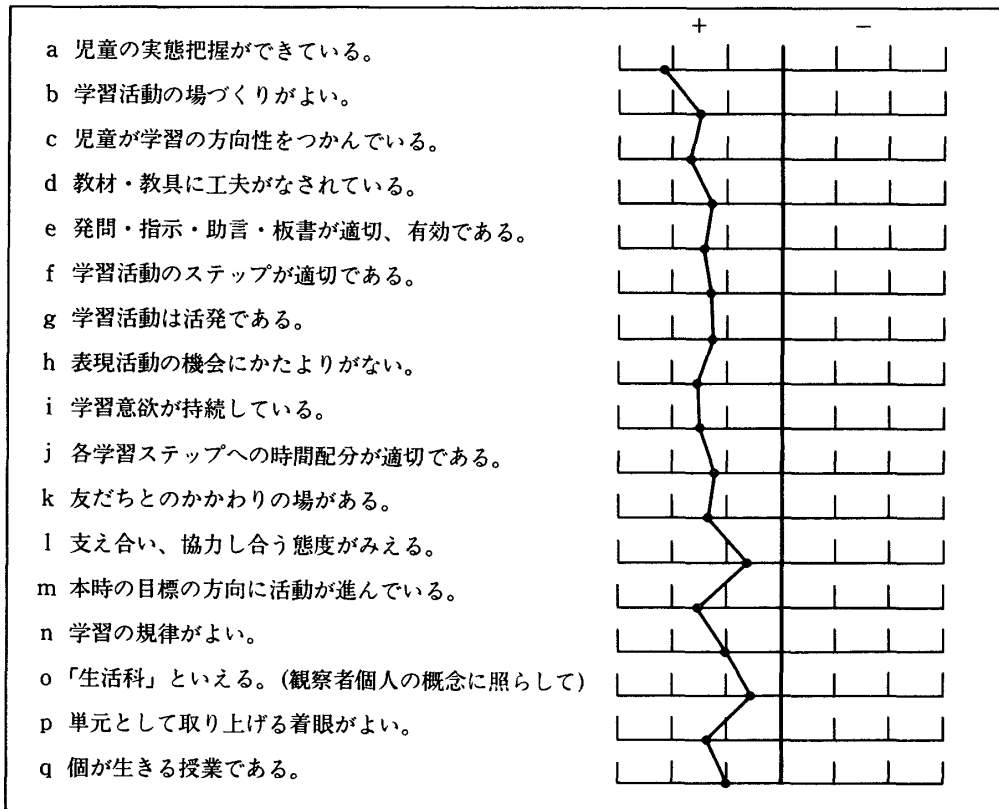 + −
a 児童の実態把握ができている。
b 学習活動の場づくりがよい。
c 児童が学習の方向性をつかんでいる。
d 教材・教具に工夫がなされている。
e 発問・指示・助言・板書が適切、有効である。
f 学習活動のステップが適切である。
g 学習活動は活発である。
h 表現活動の機会にかたよりがない。
i 学習意欲が持続している。
j 各学習ステップへの時間配分が適切である。
k 友だちとのかかわりの場がある。
l 支え合い、協力し合う態度がみえる。
m 本時の目標の方向に活動が進んでいる。
n 学習の規律がよい。
o 「生活科」といえる。(観察者個人の概念に照らして)
p 単元として取り上げる着眼がよい。
q 個が生きる授業である。